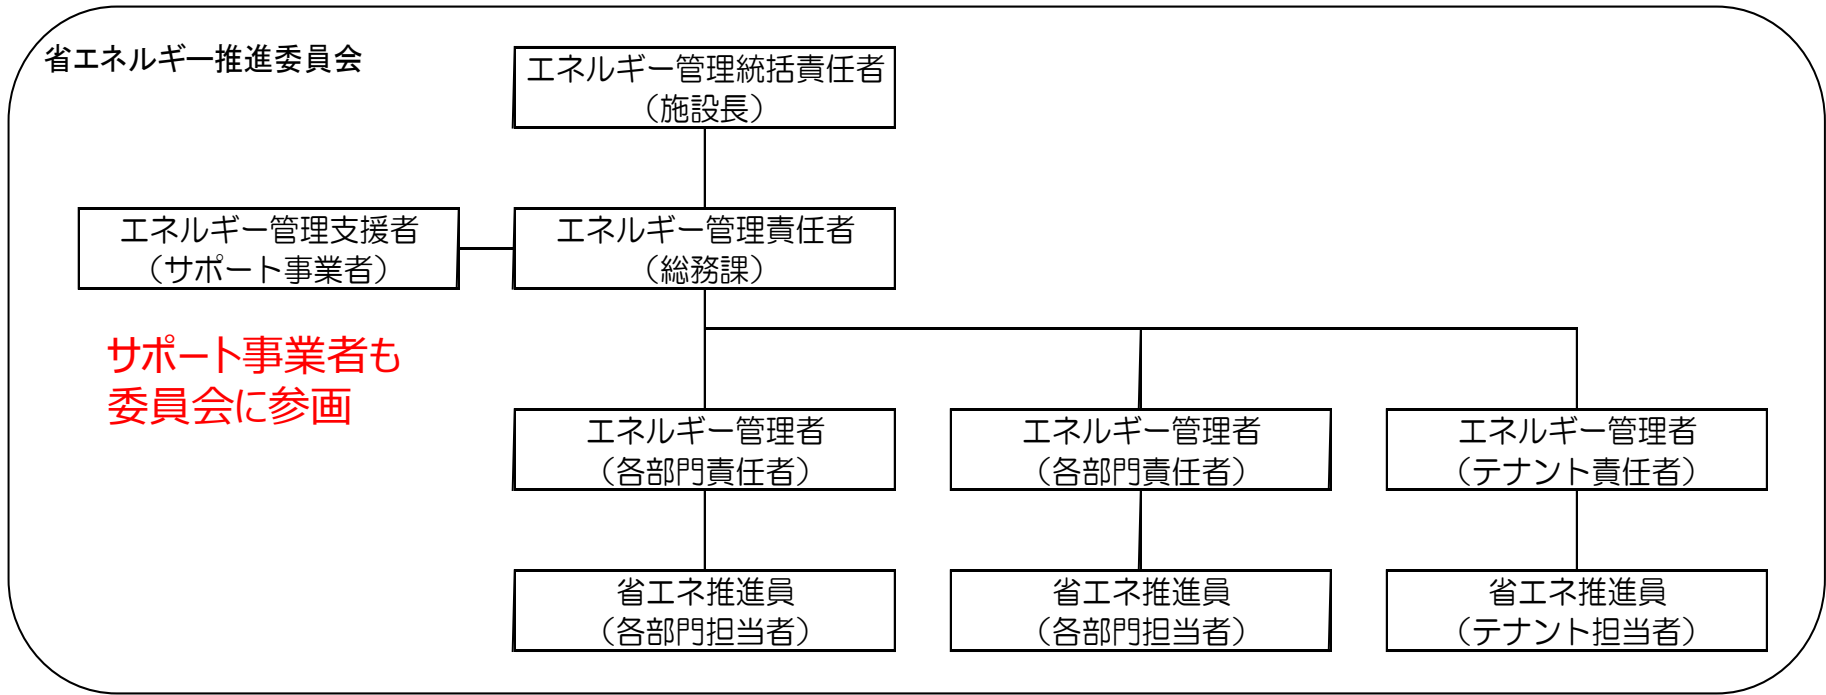 省エネルギー推進委員会
エネルギー管理統括責任者
（施設長）
エネルギー管理支援者
（サポート事業者）
エネルギー管理責任者
（総務課）
サポート事業者も
委員会に参画
エネルギー管理者
（各部門責任者）
エネルギー管理者
（各部門責任者）
エネルギー管理者
（テナント責任者）
省エネ推進員
（各部門担当者）
省エネ推進員
（各部門担当者）
省エネ推進員
（テナント担当者）